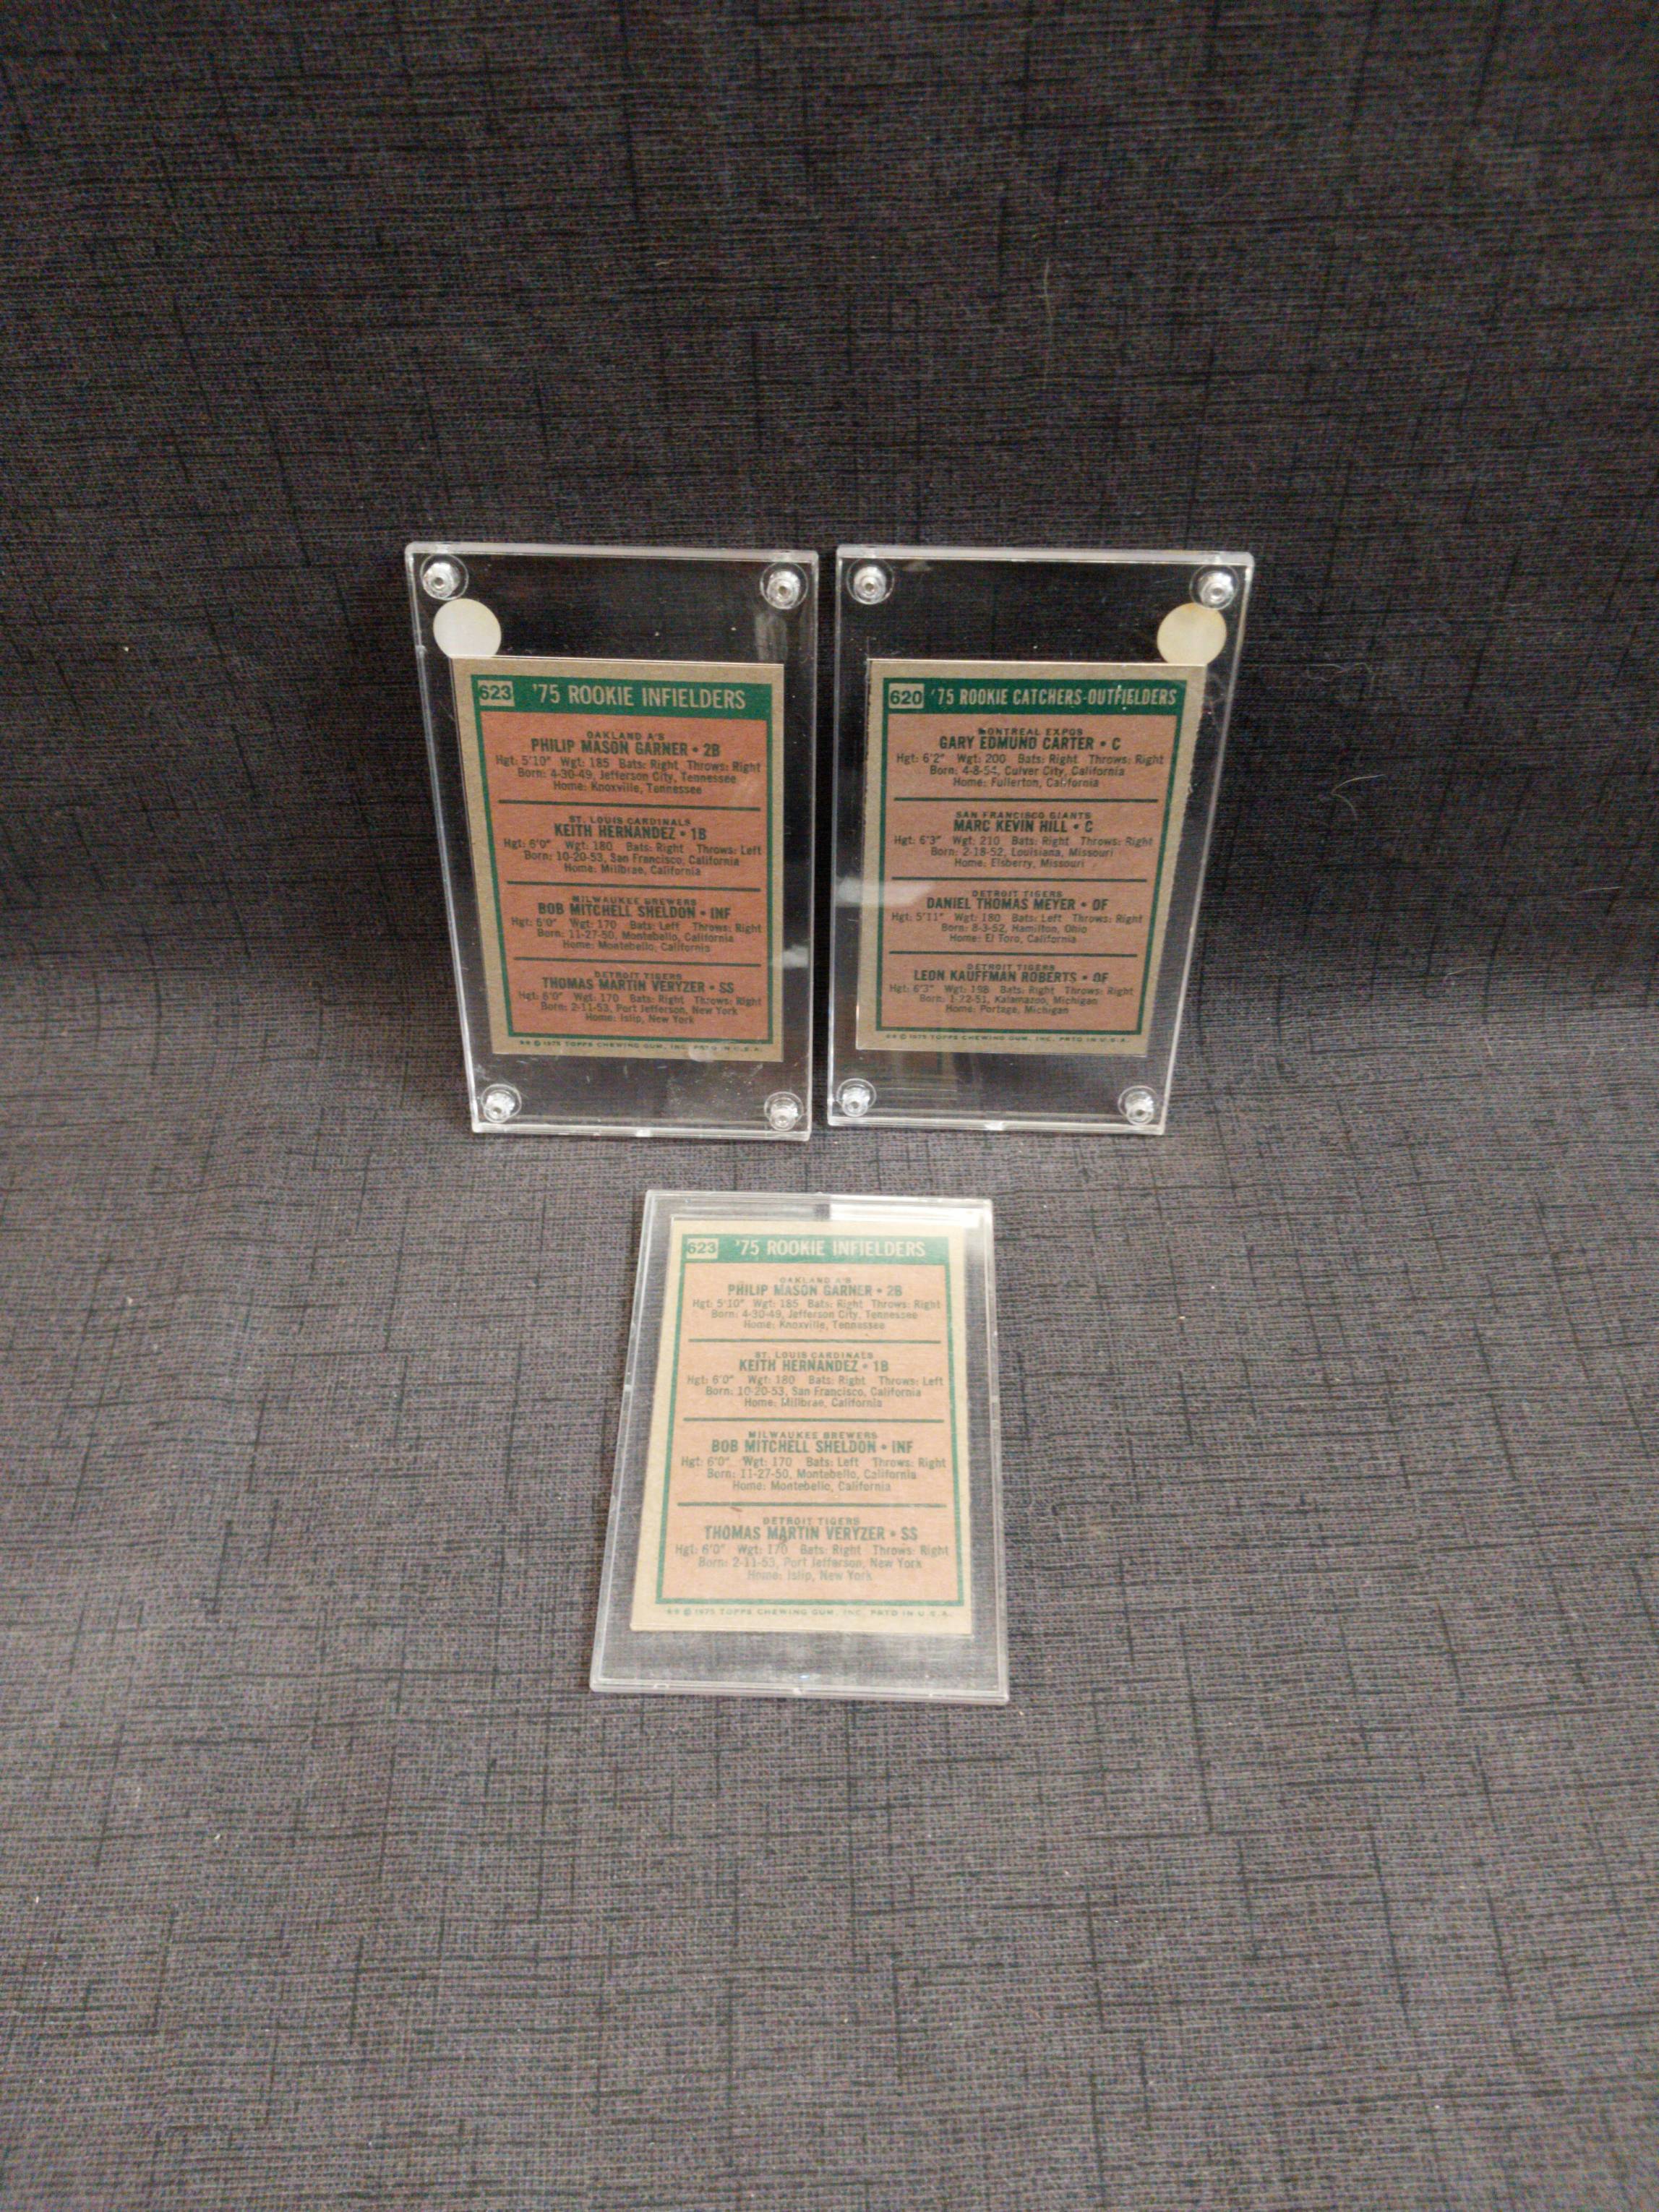 623 '75 ROOKIE INFIELDERS
OAKLAND A'S
PHILIP MASON GARNER • 2B
Hgt: 5'10" Wgt: 185 Bats: Right Throws: Right
Born: 4-30-49, Jefferson City, Tennessee
Home: Knoxville, Tennessee
ST. LOUIS CARDINALS
KEITH HERNANDEZ • 1B
Hgt: 6'0" Wgt: 180 Bats: Right Throws: Left
Born: 10-20-53, San Francisco, California
Home: Millbrae, California
MILWAUKEE BREWERS
BOB MITCHELL SHELDON • INF
Hgt: 6'0" Wgt: 170 Bats: Left Throws: Right
Born: 11-27-50, Montebello, California
Home: Montebello, California
DETROIT TIGERS
THOMAS MARTIN VERYZER • SS
Hgt: 6'0" Wgt: 170 Bats: Right Throws: Right
Born: 2-11-53, Port Jefferson, New York
Home: Islip, New York
© 1975 TOPPS CHEWING GUM, INC. PRTD IN U.S.A.
620 '75 ROOKIE CATCHERS-OUTFIELDERS
MONTREAL EXPOS
GARY EDMUND CARTER • C
Hgt: 6'2" Wgt: 200 Bats: Right Throws: Right
Born: 4-8-54, Culver City, California
Home: Fullerton, California
SAN FRANCISCO GIANTS
MARC KEVIN HILL • C
Hgt: 6'3" Wgt: 210 Bats: Right Throws: Right
Born: 2-18-52, Louisiana, Missouri
Home: Elsberry, Missouri
DETROIT TIGERS
DANIEL THOMAS MEYER • OF
Hgt: 5'11" Wgt: 180 Bats: Left Throws: Right
Born: 8-3-52, Hamilton, Ohio
Home: El Toro, California
DETROIT TIGERS
LEON KAUFFMAN ROBERTS • OF
Hgt: 6'3" Wgt: Bats: Right Throws: Right
Born: Kalamazoo, Michigan
Home: Portage, Michigan
© 1975 TOPPS CHEWING GUM, INC. PRTD IN U.S.A.
623 '75 ROOKIE INFIELDERS
OAKLAND A'S
PHILIP MASON GARNER • 2B
Hgt: 5'10" Wgt: 185 Bats: Right Throws: Right
Born: 4-30-49, Jefferson City, Tennessee
Home: Knoxville, Tennessee
ST. LOUIS CARDINALS
KEITH HERNANDEZ • 1B
Hgt: 6'0" Wgt: 180 Bats: Right Throws: Left
Born: 10-20-53, San Francisco, California
Home: Millbrae, California
MILWAUKEE BREWERS
BOB MITCHELL SHELDON • INF
Hgt: 6'0" Wgt: 170 Bats: Left Throws: Right
Born: 11-27-50, Montebello, California
Home: Montebello, California
DETROIT TIGERS
THOMAS MARTIN VERYZER • SS
Hgt: 6'0" Wgt: 170 Bats: Right Throws: Right
Born: 2-11-53, Port Jefferson, New York
Home: Islip, New York
© 1975 TOPPS CHEWING GUM, INC. PRTD IN U.S.A.